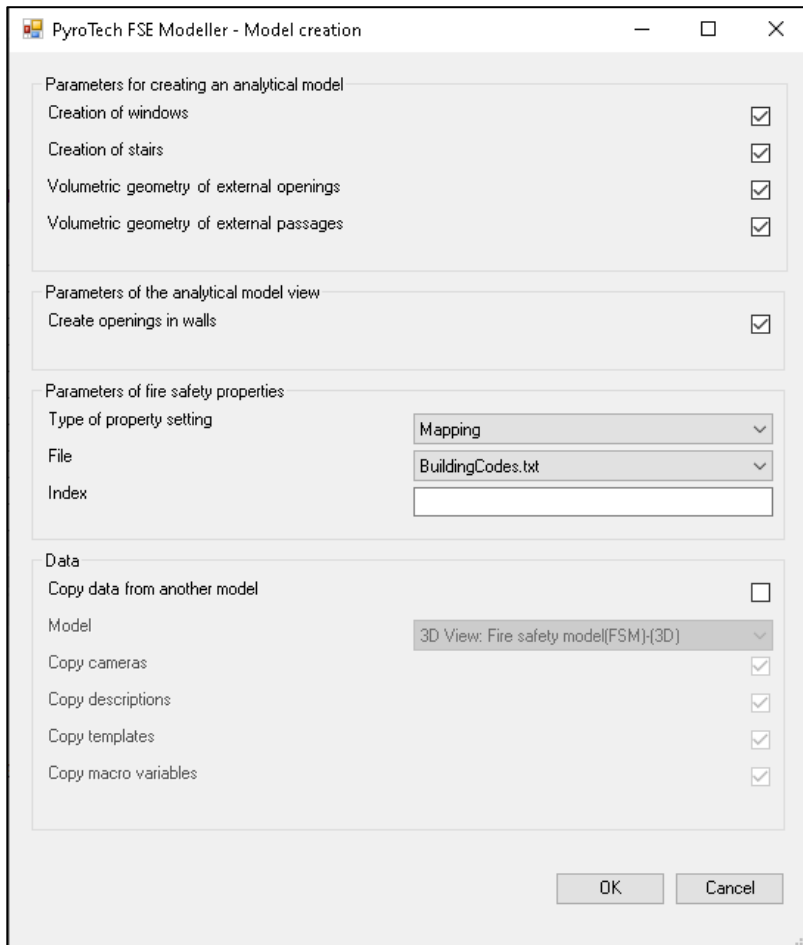 PyroTech FSE Modeller - Model creation
Parameters for creating an analytical model
Creation of windows
Creation of stairs
Volumetric geometry of external openings
Volumetric geometry of external passages
Parameters of the analytical model view
Create openings in walls
Parameters of fire safety properties
Type of property setting Mapping
File BuildingCodes.txt
Index
Data
Copy data from another model
Model 3D View: Fire safety model(FSM)-(3D)
Copy cameras
Copy descriptions
Copy templates
Copy macro variables
OK Cancel